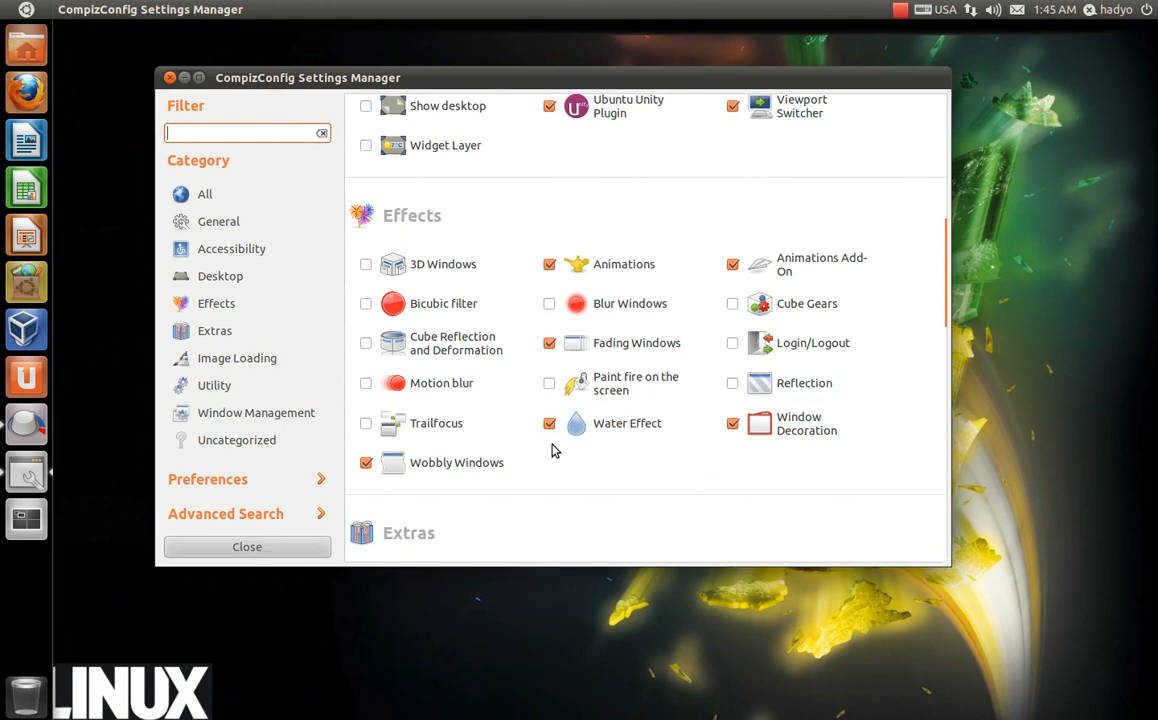 CompizConfig Settings Manager
USA
1:45 AM
hadyo
CompizConfig Settings Manager
Filter
Category
All
General
Accessibility
Desktop
Effects
Extras
Image Loading
Utility
Window Management
Uncategorized
Preferences
Advanced Search
Close
Show desktop
Ubuntu Unity
Plugin
Viewport
Switcher
Widget Layer
Effects
3D Windows
Animations
Animations Add-
On
Bicubic filter
Blur Windows
Cube Gears
Cube Reflection
and Deformation
Fading Windows
Login/Logout
Motion blur
Paint fire on the
screen
Reflection
Trailfocus
Water Effect
Window
Decoration
Wobbly Windows
Extras
LINUX